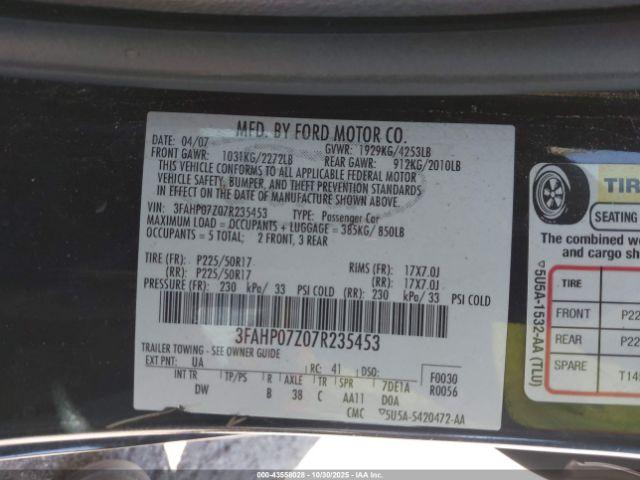 MFD. BY FORD MOTOR CO.
DATE: 04/07 GVWR: 1929KG/4253LB
FRONT GAWR: 1031KG/2272LB REAR GAWR: 912KG/2010LB
THIS VEHICLE CONFORMS TO ALL APPLICABLE FEDERAL MOTOR
VEHICLE SAFETY, BUMPER, AND THEFT PREVENTION STANDARDS
IN EFFECT ON THE DATE OF MANUFACTURE SHOWN ABOVE.
VIN: 3FAHP07Z07R235453 TYPE: Passenger Car
MAXIMUM LOAD = OCCUPANTS + LUGGAGE = 385KG/ 850LB
OCCUPANTS = 5 TOTAL; 2 FRONT, 3 REAR
TIRE (FR): P225/50R17 RIMS (FR): 17X7.0J
(RR): P225/50R17 (RR): 17X7.0J
PRESSURE (FR): 230 kPa/ 33 PSI COLD (RR): 230 kPa/ 33 PSI COLD
3FAHP07Z07R235453
TRAILER TOWING - SEE OWNER GUIDE
EXT PNT: UA RC: 41 DSO: F0030
INT TR TP/PS R AXLE TR SPR 7DE1A R0056
DW B 38 C AA11 D0A
CMC 5U5A-5420472-AA
TIR
SEATING
The combined we
and cargo sh
TIRE
FRONT P22
REAR P22
SPARE T14
5U5A-1532-AA (TLU)
000-43558028 - 10/30/2025 - COPYRIGHT IAA, LLC.